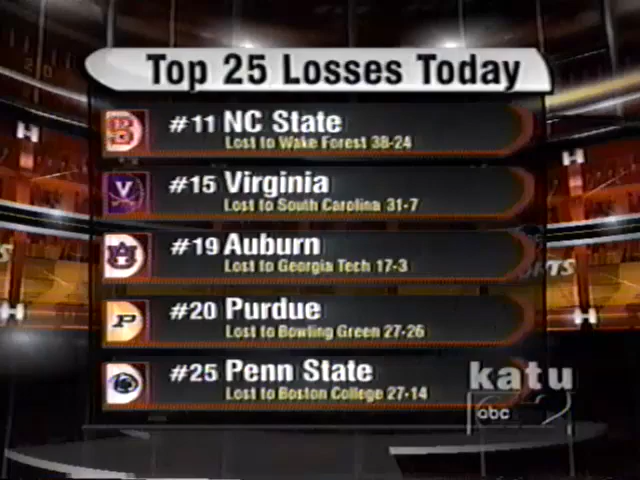 Top 25 Losses Today
#11 NC State
Lost to Wake Forest 38-24
#15 Virginia
Lost to South Carolina 31-7
#19 Auburn
Lost to Georgia Tech 17-3
#20 Purdue
Lost to Bowling Green 27-26
#25 Penn State
Lost to Boston College 27-14
katu
abc